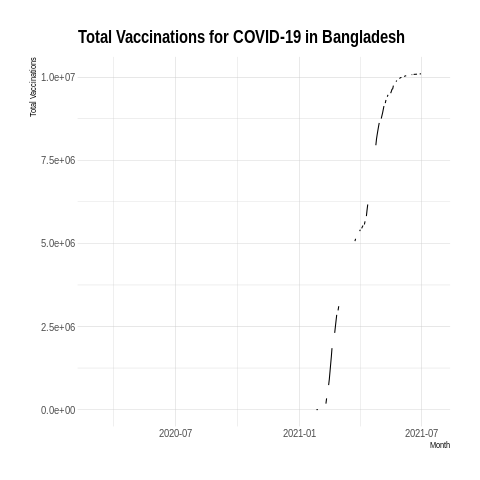 Total Vaccinations for COVID-19 in Bangladesh
Total Vaccinations
1.0e+07
7.5e+06
5.0e+06
2.5e+06
0.0e+00
2020-07 2021-01 2021-07
Month